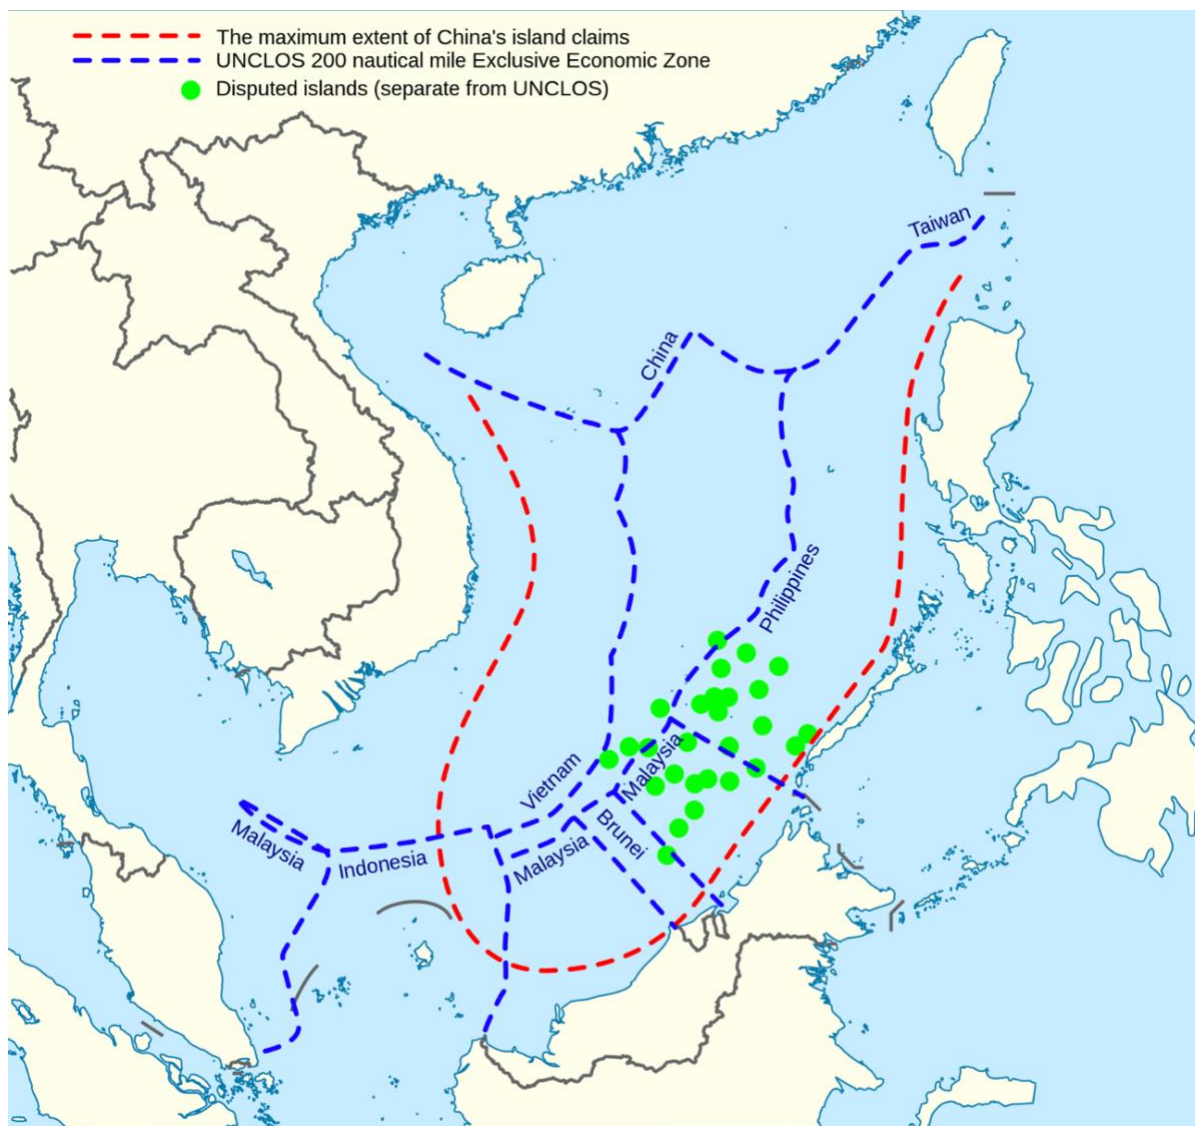 The maximum extent of China's island claims
UNCLOS 200 nautical mile Exclusive Economic Zone
Disputed islands (separate from UNCLOS)
Taiwan
China
Philippines
Malaysia
Vietnam
Brunei
Malaysia
Indonesia
Malaysia